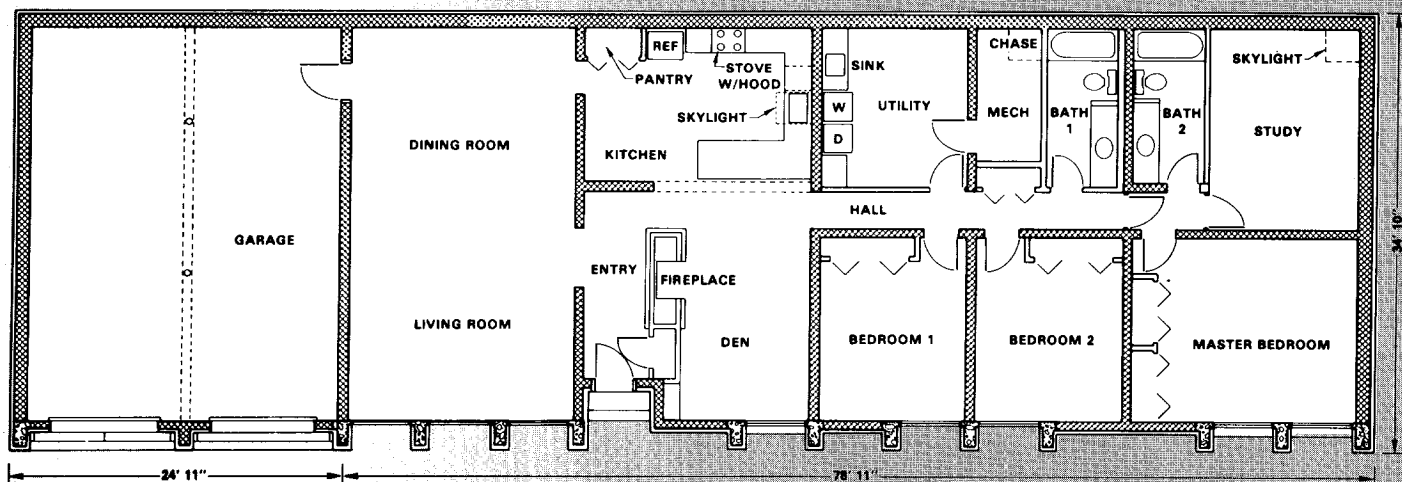 CHASE
REF
SKYLIGHT
STOVE
W/HOOD
PANTRY
SINK
UTILITY
W
D
MECH
BATH
1
BATH
2
STUDY
SKYLIGHT
DINING ROOM
KITCHEN
HALL
GARAGE
34' 10"
ENTRY
FIREPLACE
LIVING ROOM
DEN
BEDROOM 1
BEDROOM 2
MASTER BEDROOM
24' 11"
78' 11"